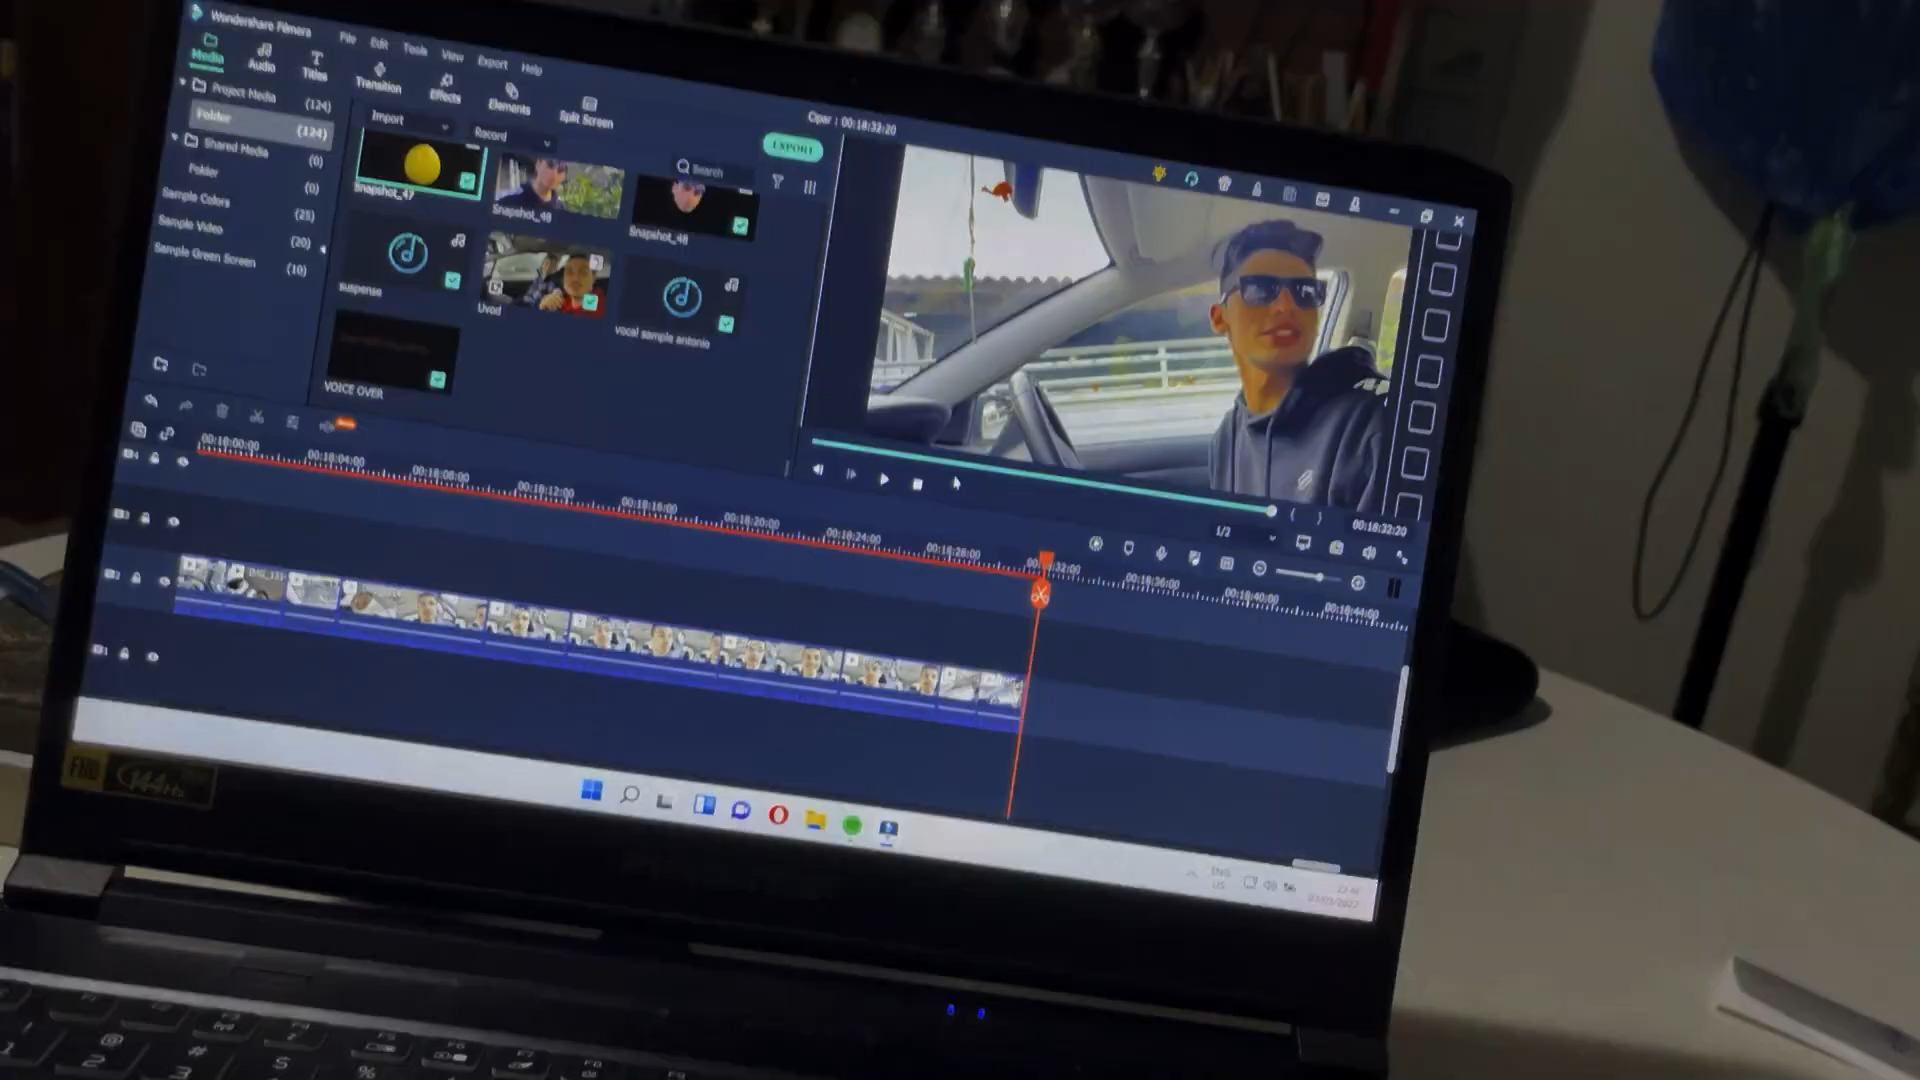 Wondershare Filmora
File Edit Tools View Export Help
Media
Audio
Titles
Transition
Effects
Elements
Split Screen
Project Media (124)
Folder (124)
Shared Media (0)
Folder (0)
Sample Colors (25)
Sample Video (20)
Sample Green Screen (10)
Import
Record
Search
EXPORT
Snapshot_47
Snapshot_49
Snapshot_48
suspense
Uvod
vocal sample antonio
VOICE OVER
Opar : 00:18:32:20
1/2
00:18:32:20
00:18:00:00
00:18:04:00
00:18:08:00
00:18:12:00
00:18:16:00
00:18:20:00
00:18:24:00
00:18:28:00
00:18:36:00
00:18:40:00
00:18:44:00
ENG
US
FHD
144Hz